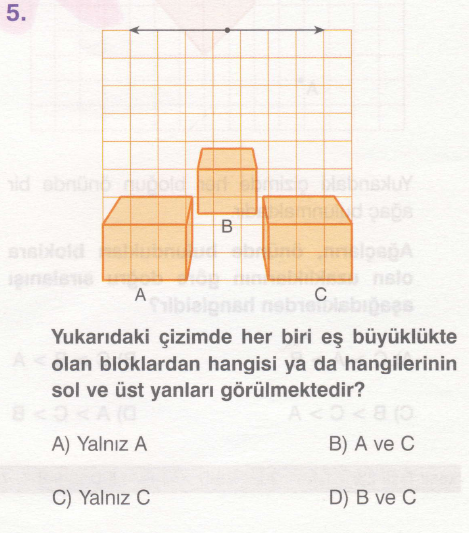 5.
B
A
C
Yukarıdaki çizimde her biri eş büyüklükte
olan bloklardan hangisi ya da hangilerinin
sol ve üst yanları görülmektedir?
A) Yalnız A
B) A ve C
C) Yalnız C
D) B ve C